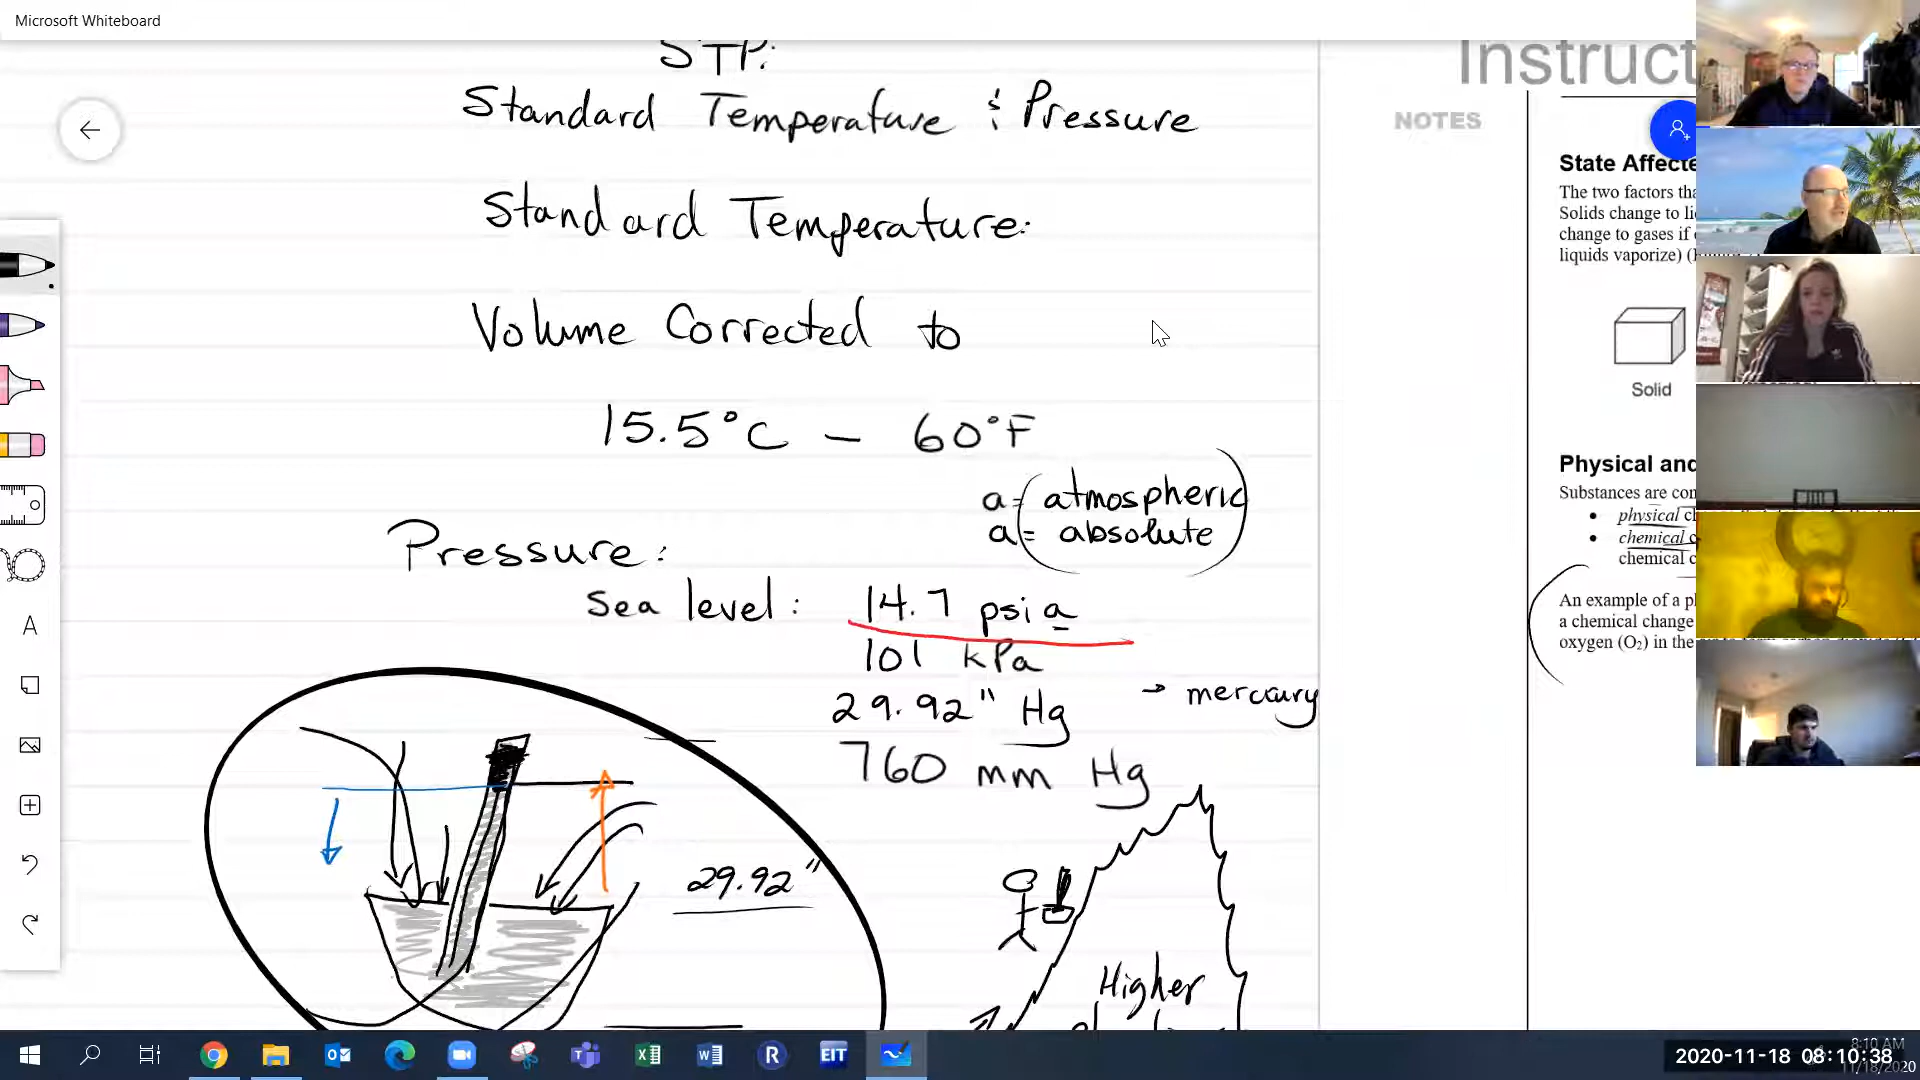 Microsoft Whiteboard
STP:
Standard Temperature & Pressure
Standard Temperature:
Volume Corrected to
15.5°C – 60°F
a = atmospheric
a = absolute
Pressure:
Sea level: 14.7 psia
101 kPa
29.92" Hg → mercury
760 mm Hg
29.92"
Higher
Instruct
NOTES
State Affecte
The two factors tha
Solids change to li
change to gases if
liquids vaporize) (
Solid
Physical and
Substances are con
• physical ch
• chemical c
chemical c
An example of a p
a chemical change
oxygen (O₂) in the
A
R
EIT
8:10 AM
2020-11-18 08:10:38
11/18/2020